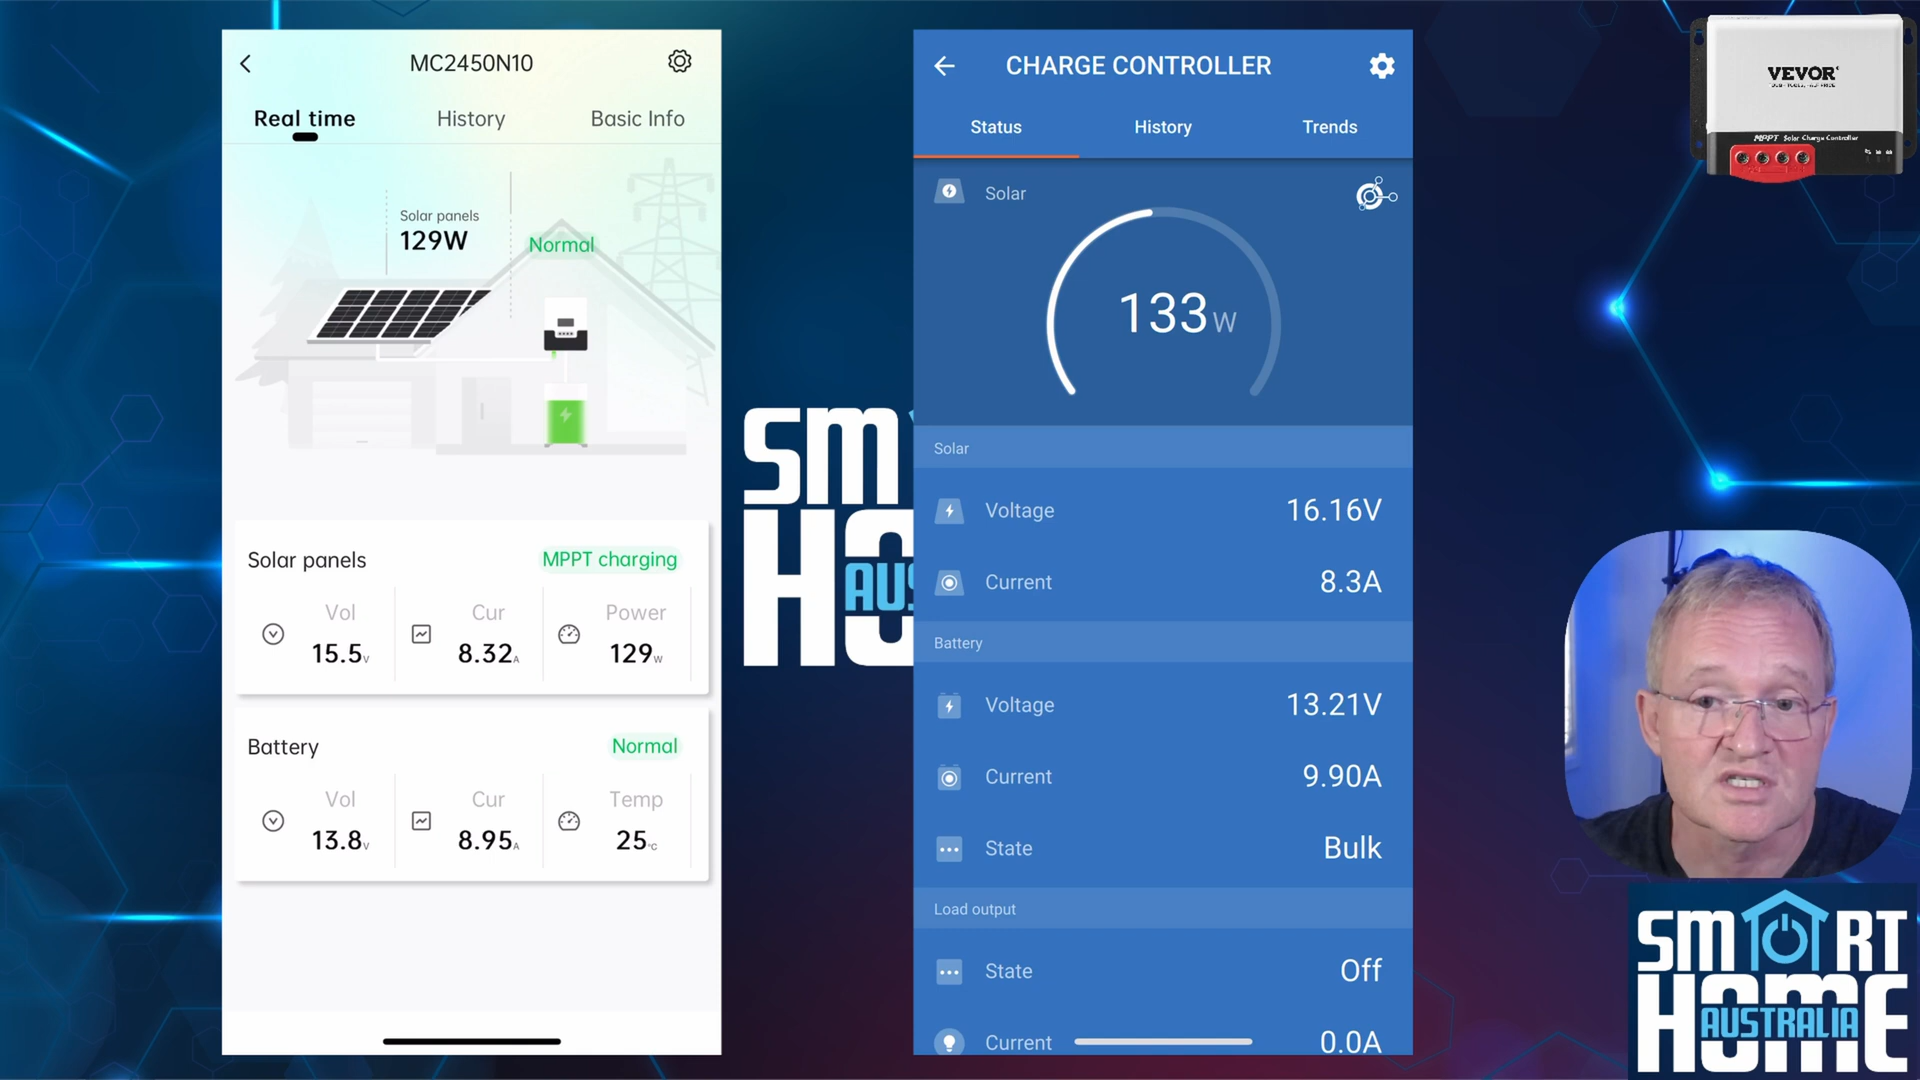 MC2450N10
Real time
History
Basic Info
Solar panels
129W
Normal
Solar panels
MPPT charging
Vol
Cur
Power
15.5V
8.32A
129W
Battery
Normal
Vol
Cur
Temp
13.8V
8.95A
25°C
SM
HO
AUS
CHARGE CONTROLLER
Status
History
Trends
Solar
133W
Solar
Voltage
16.16V
Current
8.3A
Battery
Voltage
13.21V
Current
9.90A
State
Bulk
Load output
State
Off
Current
0.0A
VEVOR
MPPT Solar Charge Controller
SMART
HOME
AUSTRALIA